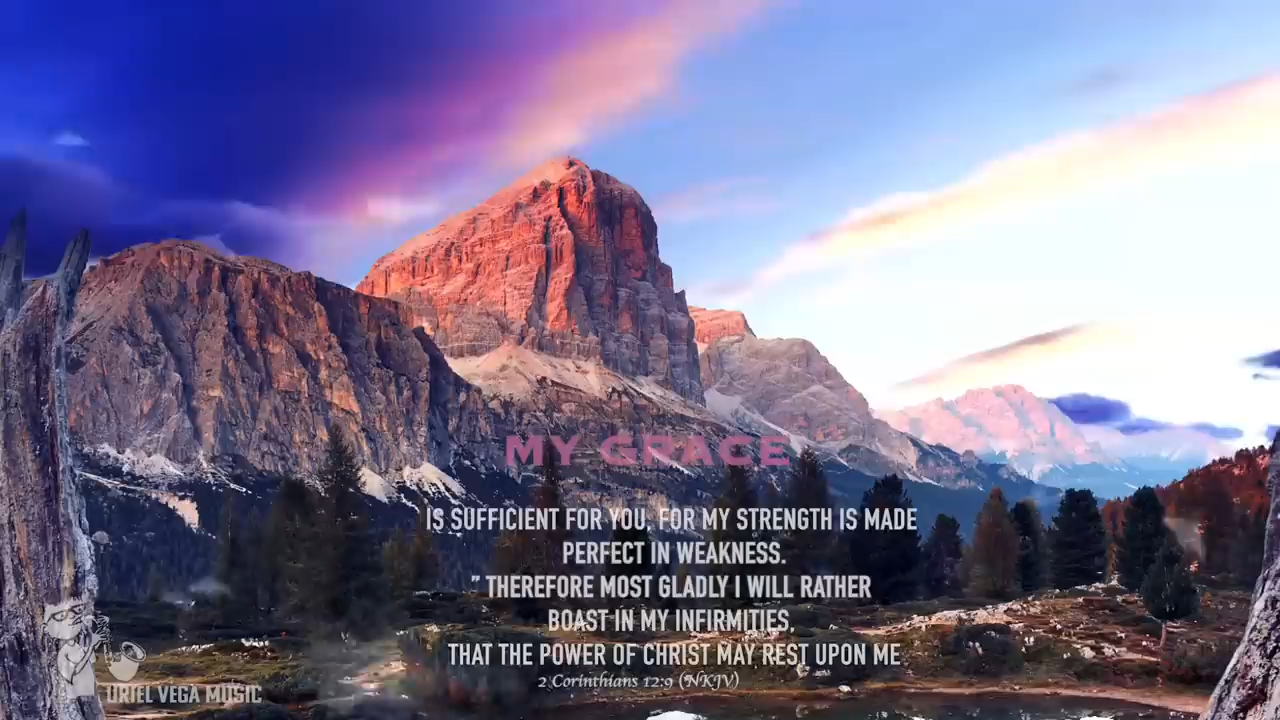 MY GRACE
IS SUFFICIENT FOR YOU, FOR MY STRENGTH IS MADE
PERFECT IN WEAKNESS.
" THEREFORE MOST GLADLY I WILL RATHER
BOAST IN MY INFIRMITIES,
THAT THE POWER OF CHRIST MAY REST UPON ME
2 Corinthians 12:9 (NKJV)
URIEL VEGA MUSIC